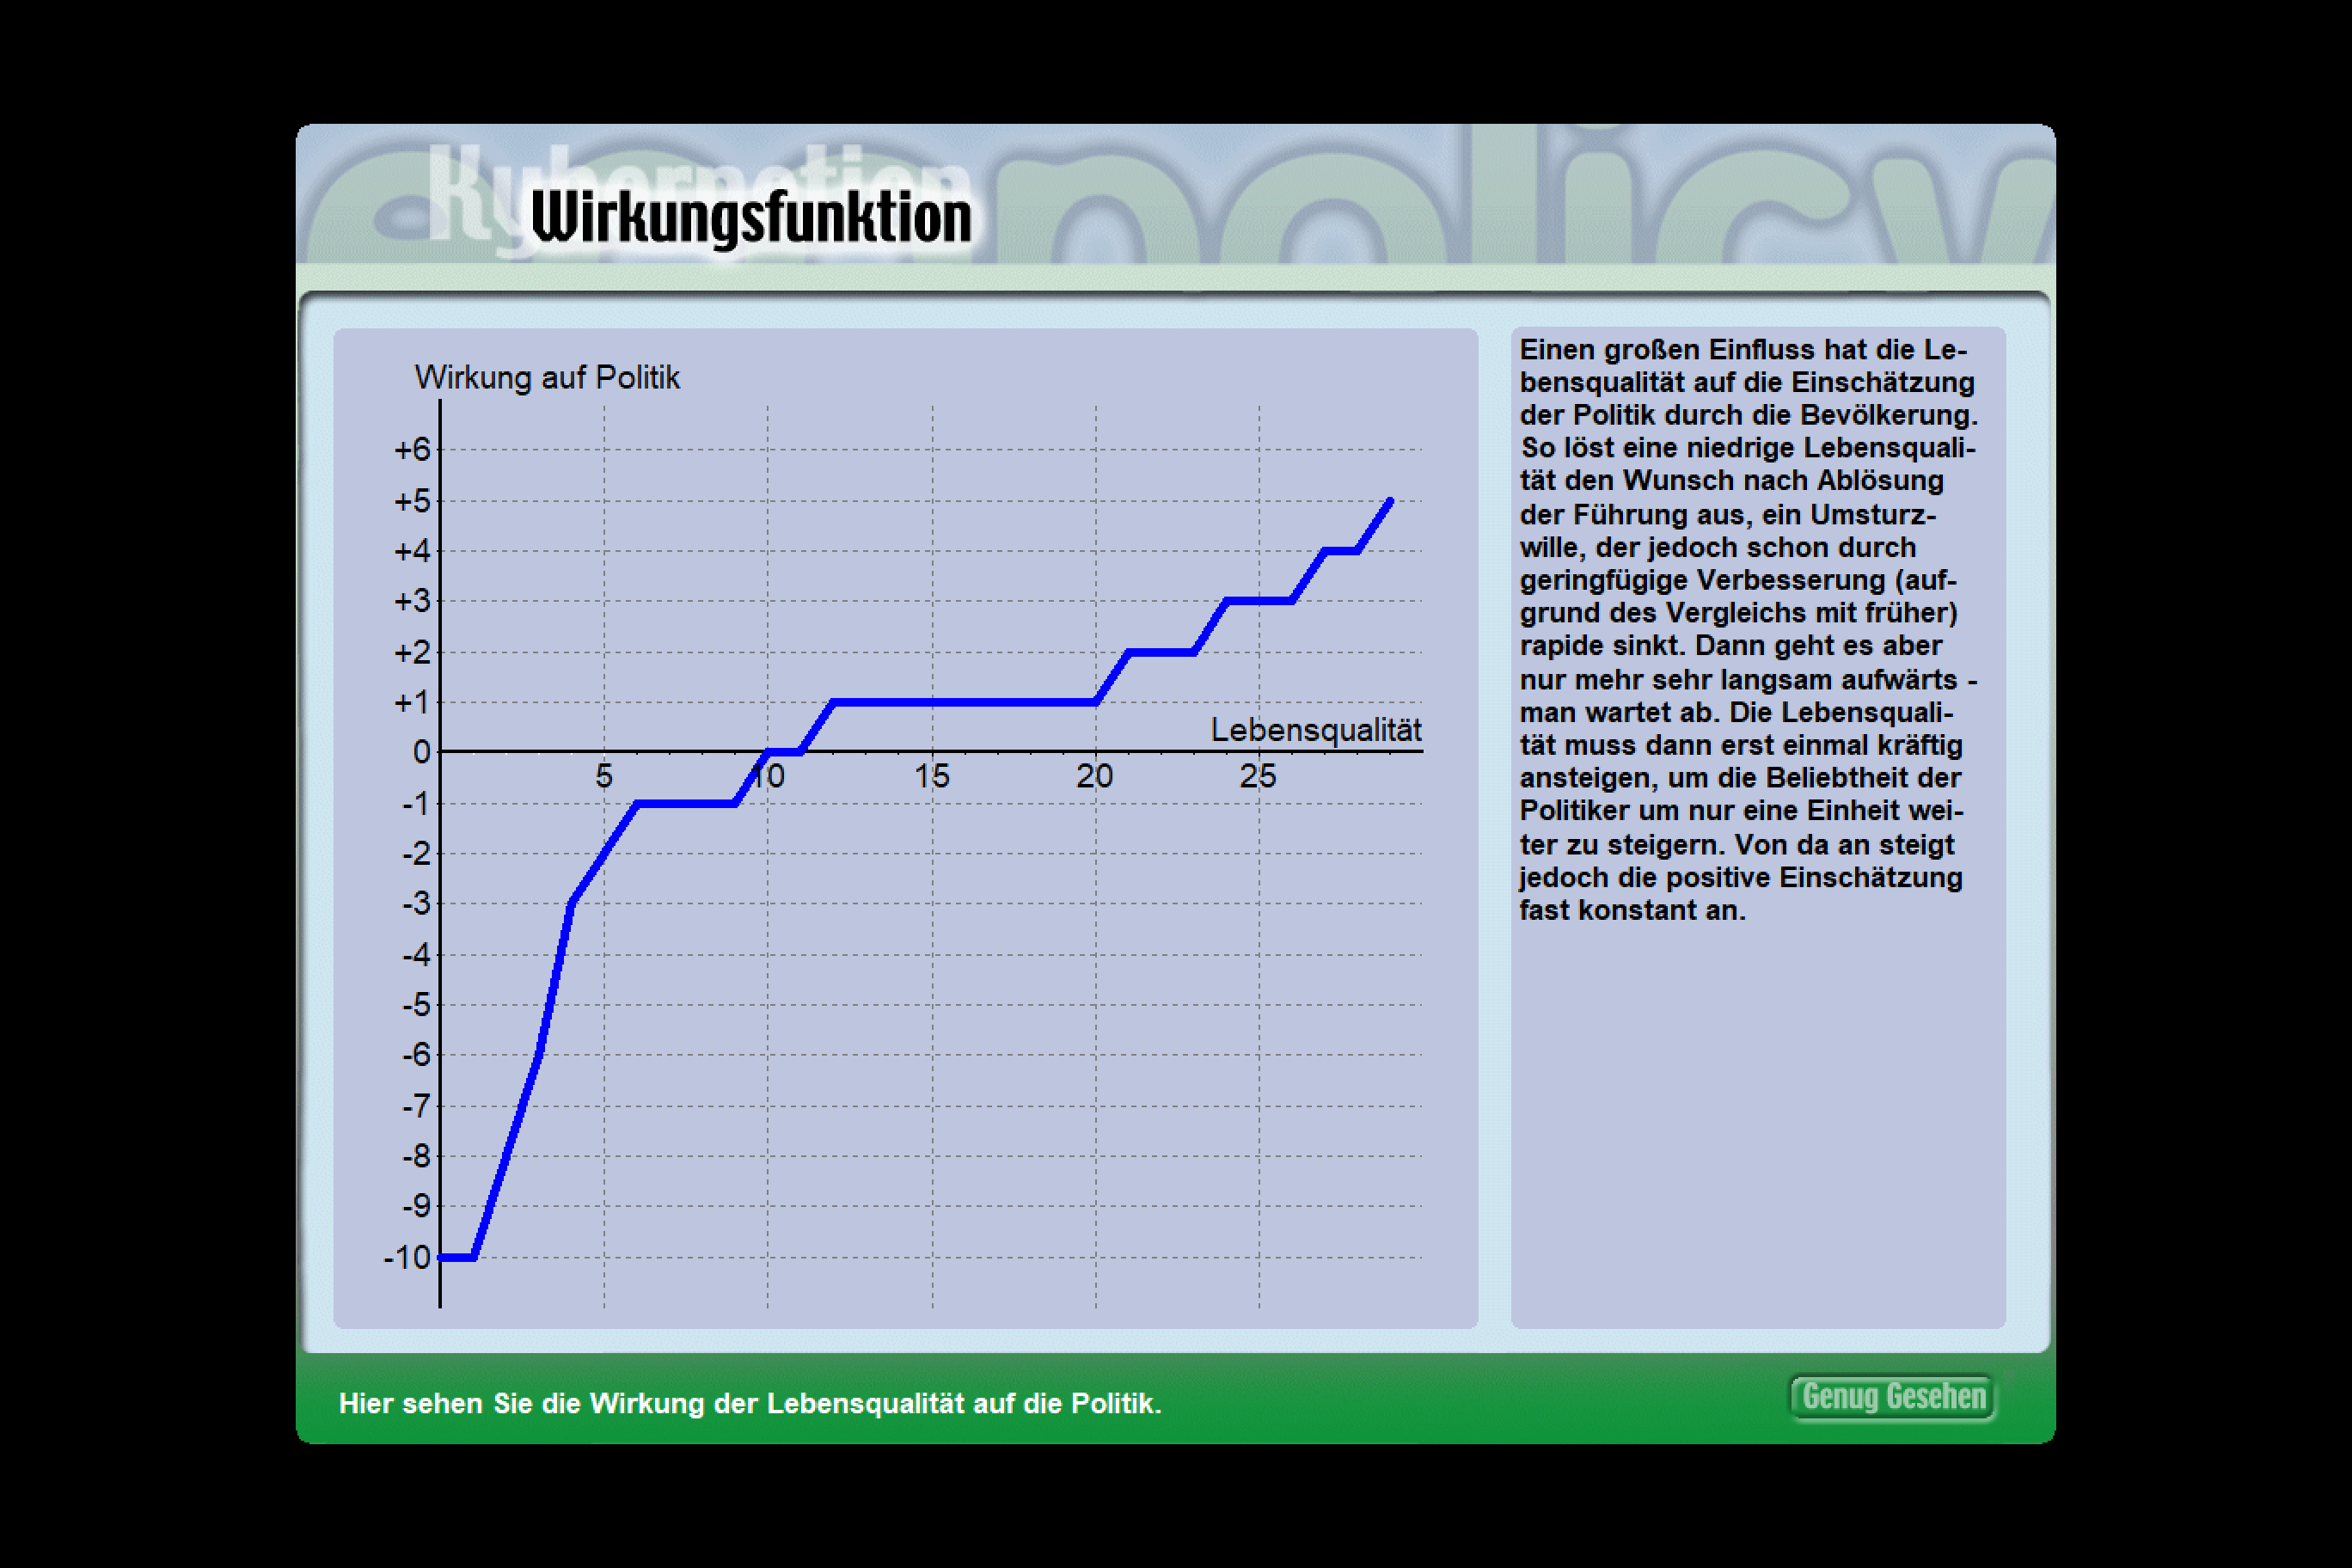 ecopolicy
Kybernetien
Wirkungsfunktion
Wirkung auf Politik
+6
+5
+4
+3
+2
+1
0
-1
-2
-3
-4
-5
-6
-7
-8
-9
-10
5
10
15
20
25
Lebensqualität
Einen großen Einfluss hat die Le-
bensqualität auf die Einschätzung
der Politik durch die Bevölkerung.
So löst eine niedrige Lebensquali-
tät den Wunsch nach Ablösung
der Führung aus, ein Umsturz-
wille, der jedoch schon durch
geringfügige Verbesserung (auf-
grund des Vergleichs mit früher)
rapide sinkt. Dann geht es aber
nur mehr sehr langsam aufwärts -
man wartet ab. Die Lebensquali-
tät muss dann erst einmal kräftig
ansteigen, um die Beliebtheit der
Politiker um nur eine Einheit wei-
ter zu steigern. Von da an steigt
jedoch die positive Einschätzung
fast konstant an.
Hier sehen Sie die Wirkung der Lebensqualität auf die Politik.
Genug Gesehen